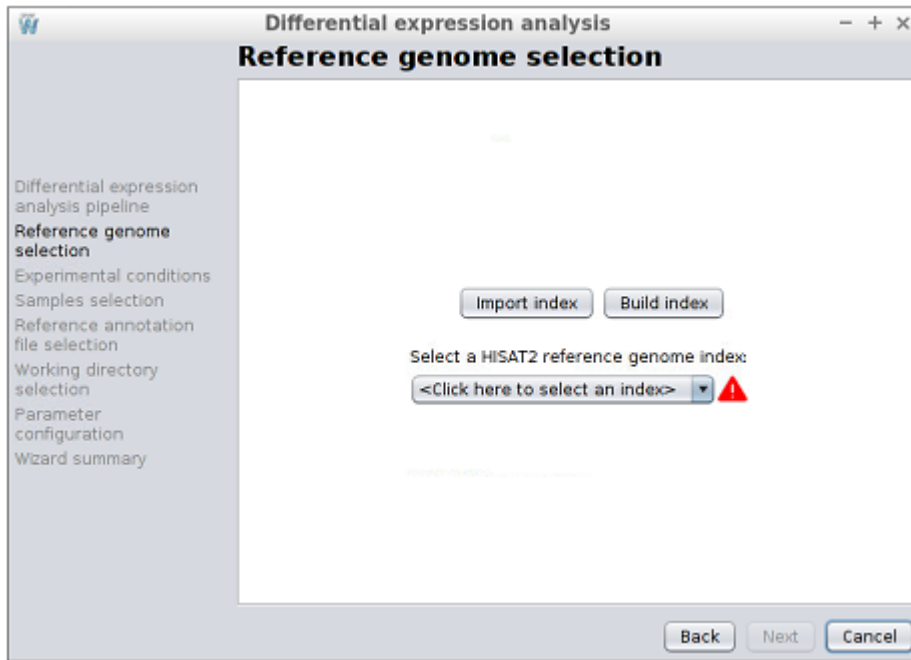 Differential expression analysis
Reference genome selection
Differential expression
analysis pipeline
Reference genome
selection
Experimental conditions
Samples selection
Reference annotation
file selection
Working directory
selection
Parameter
configuration
Wizard summary
Import index
Build index
Select a HISAT2 reference genome index:
<Click here to select an index>
Back
Next
Cancel